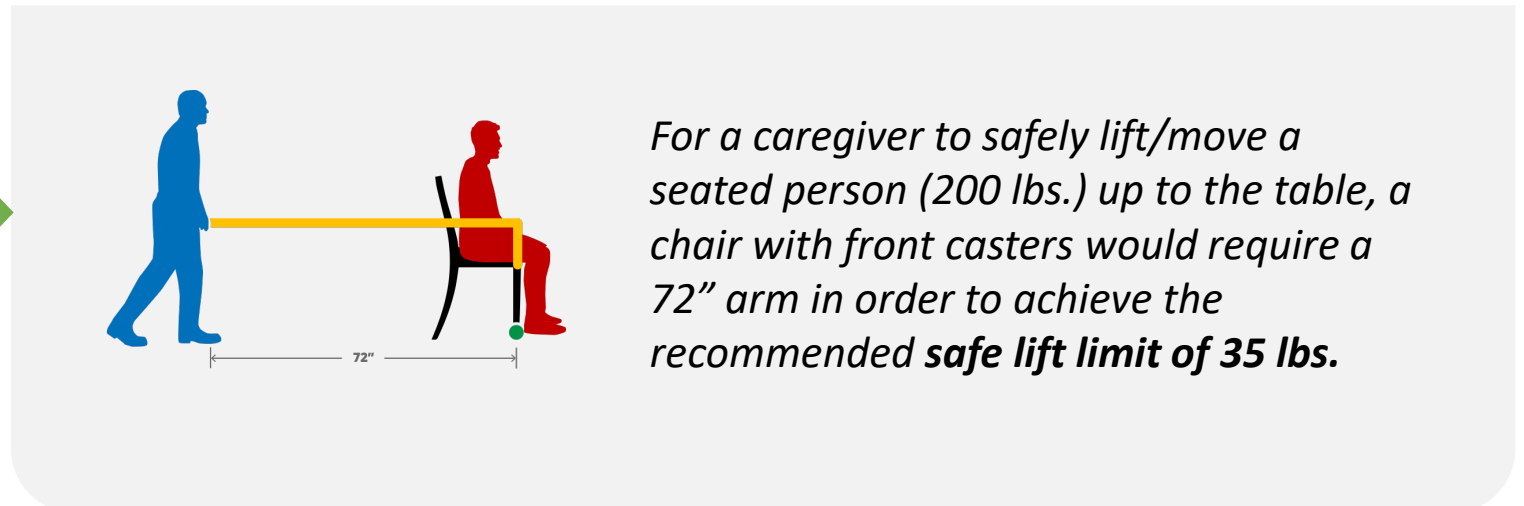 For a caregiver to safely lift/move a
seated person (200 lbs.) up to the table, a
chair with front casters would require a
72” arm in order to achieve the
recommended safe lift limit of 35 lbs.
72”